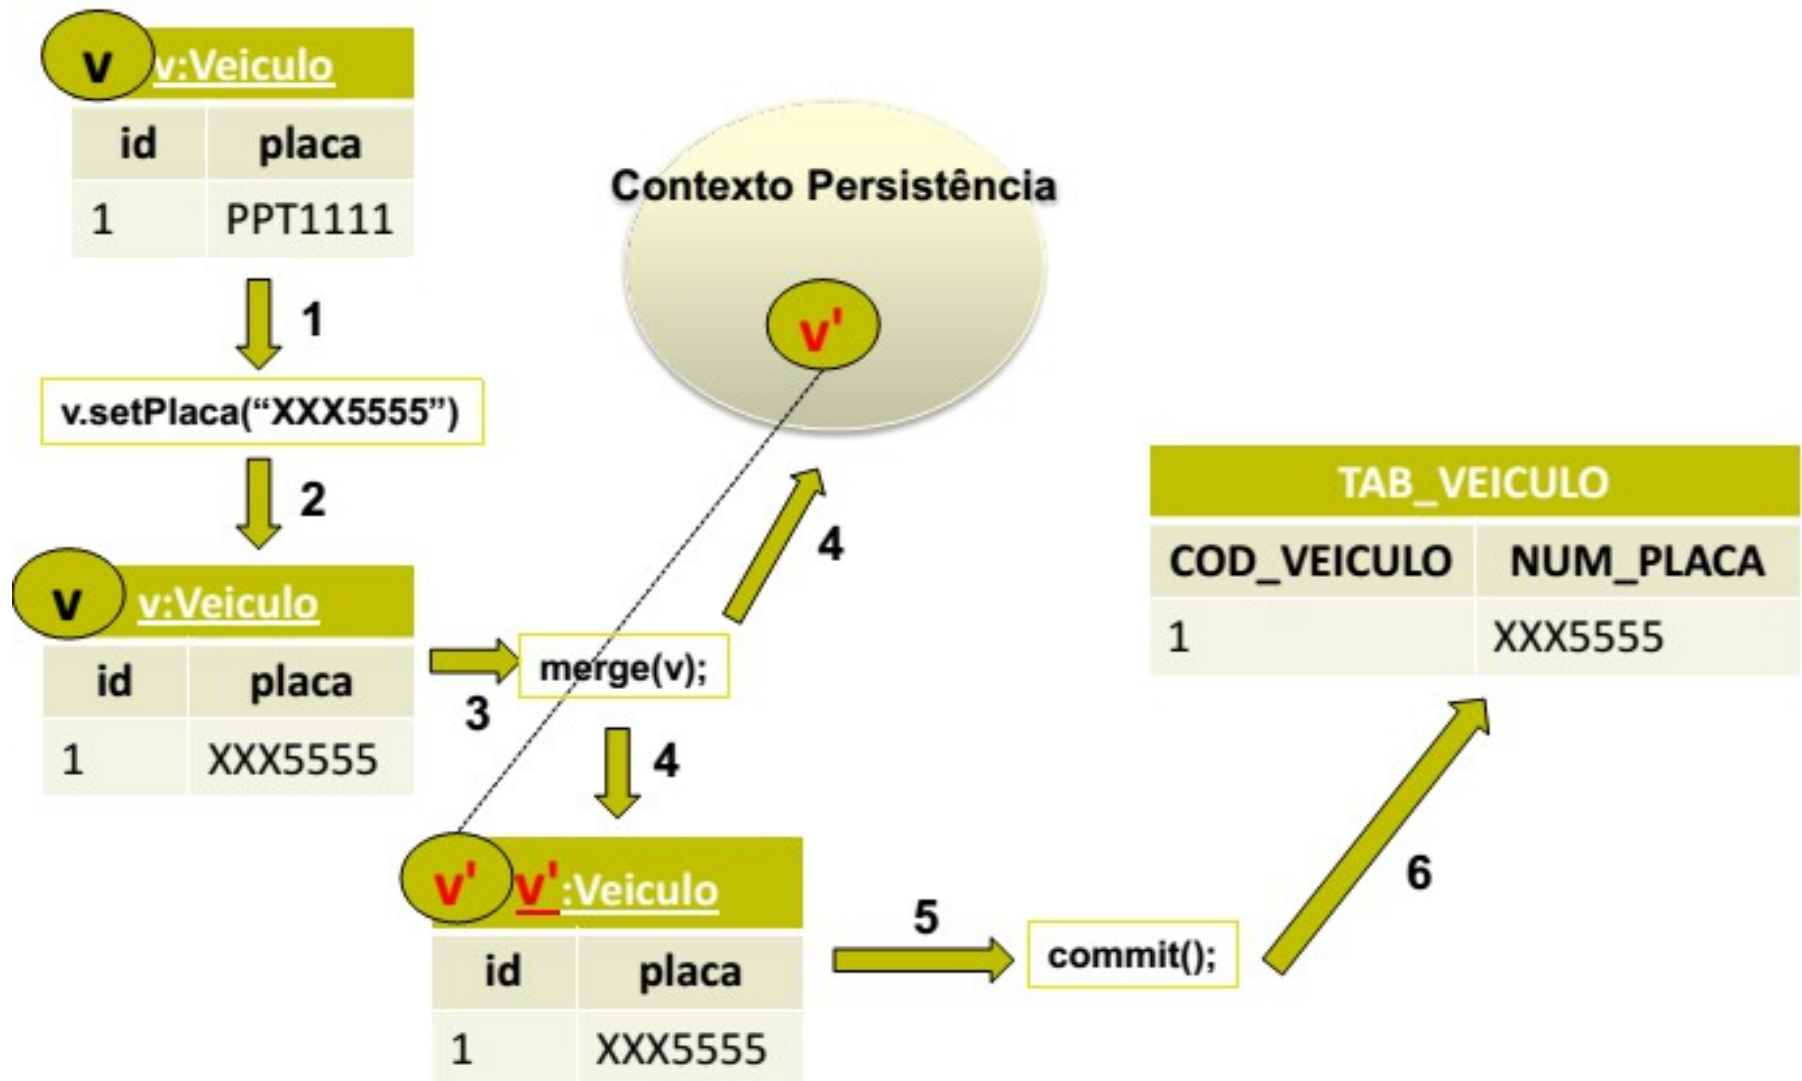 v v:Veiculo
id placa
1 PPT1111
1
v.setPlaca(“XXX5555”)
2
v v:Veiculo
id placa
1 XXX5555
3
merge(v);
4
Contexto Persistência
v'
4
v' v':Veiculo
id placa
1 XXX5555
5
commit();
6
TAB_VEICULO
COD_VEICULO NUM_PLACA
1 XXX5555